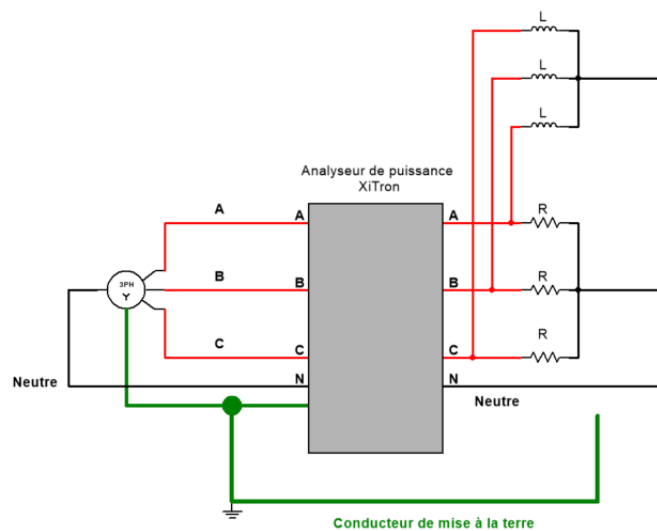 L
L
L
Analyseur de puissance
XiTron
A
A
A
R
3PH
Y
B
B
B
R
C
C
C
R
Neutre
N
N
Neutre
Conducteur de mise à la terre